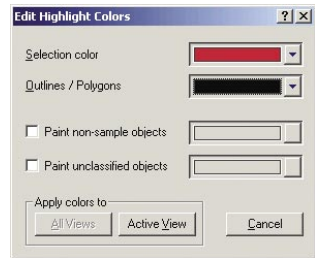 Edit Highlight Colors
Selection color
Outlines / Polygons
Paint non-sample objects
Paint unclassified objects
Apply colors to
All Views Active View Cancel